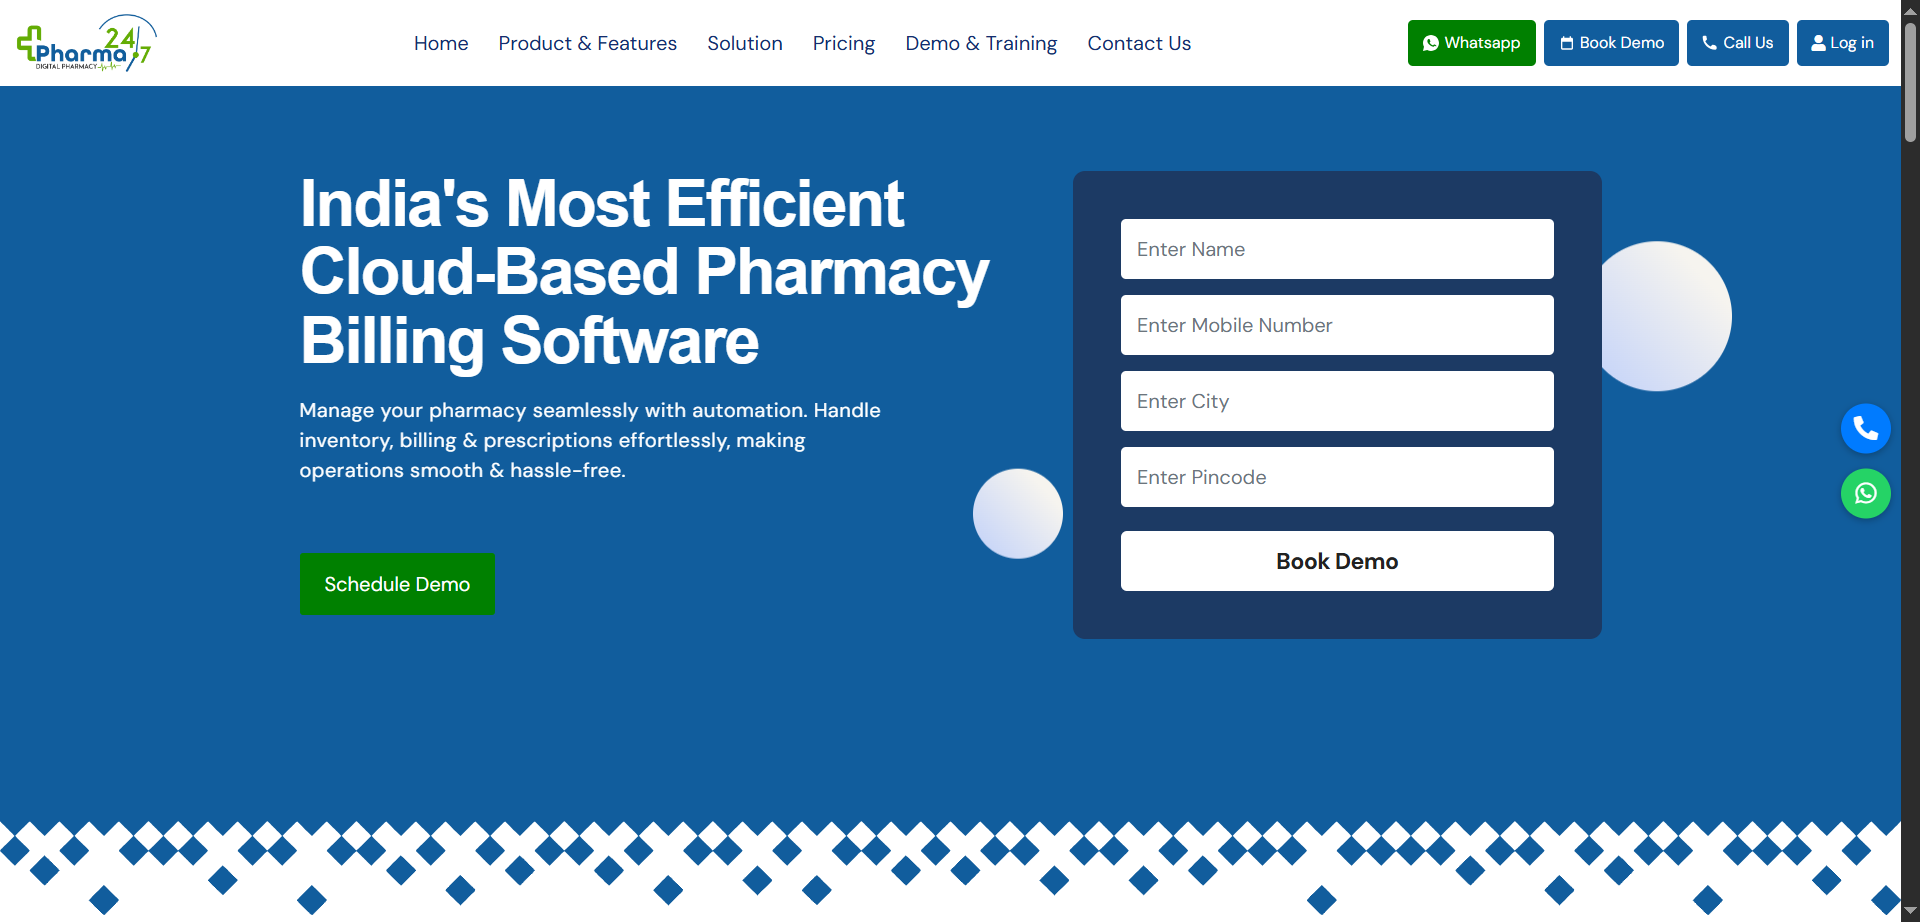 Pharma 24/7
DIGITAL PHARMACY
Home
Product & Features
Solution
Pricing
Demo & Training
Contact Us
Whatsapp
Book Demo
Call Us
Log in
India's Most Efficient
Cloud-Based Pharmacy
Billing Software
Manage your pharmacy seamlessly with automation. Handle
inventory, billing & prescriptions effortlessly, making
operations smooth & hassle-free.
Schedule Demo
Enter Name
Enter Mobile Number
Enter City
Enter Pincode
Book Demo